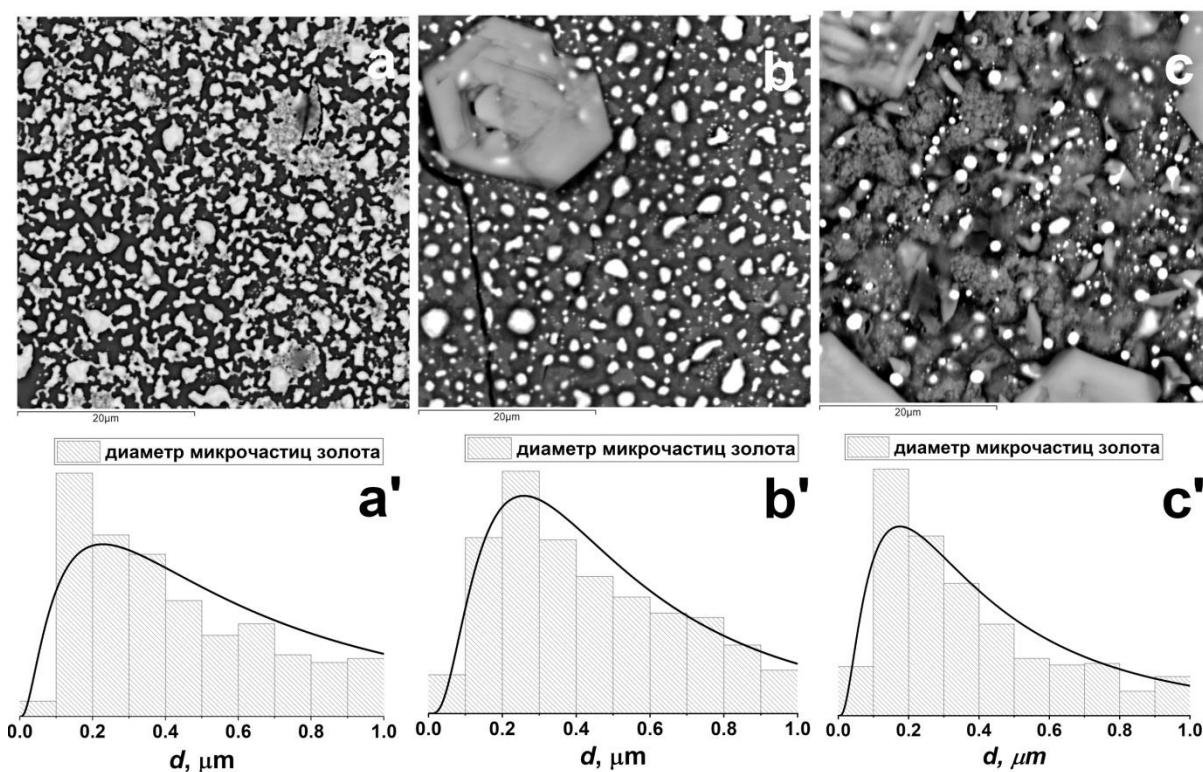 a b c
20μm 20μm 20μm
диаметр микрочастиц золота диаметр микрочастиц золота диаметр микрочастиц золота
a' b' c'
0.0 0.2 0.4 0.6 0.8 1.0 0.0 0.2 0.4 0.6 0.8 1.0 0.0 0.2 0.4 0.6 0.8 1.0
d, μm d, μm d, μm